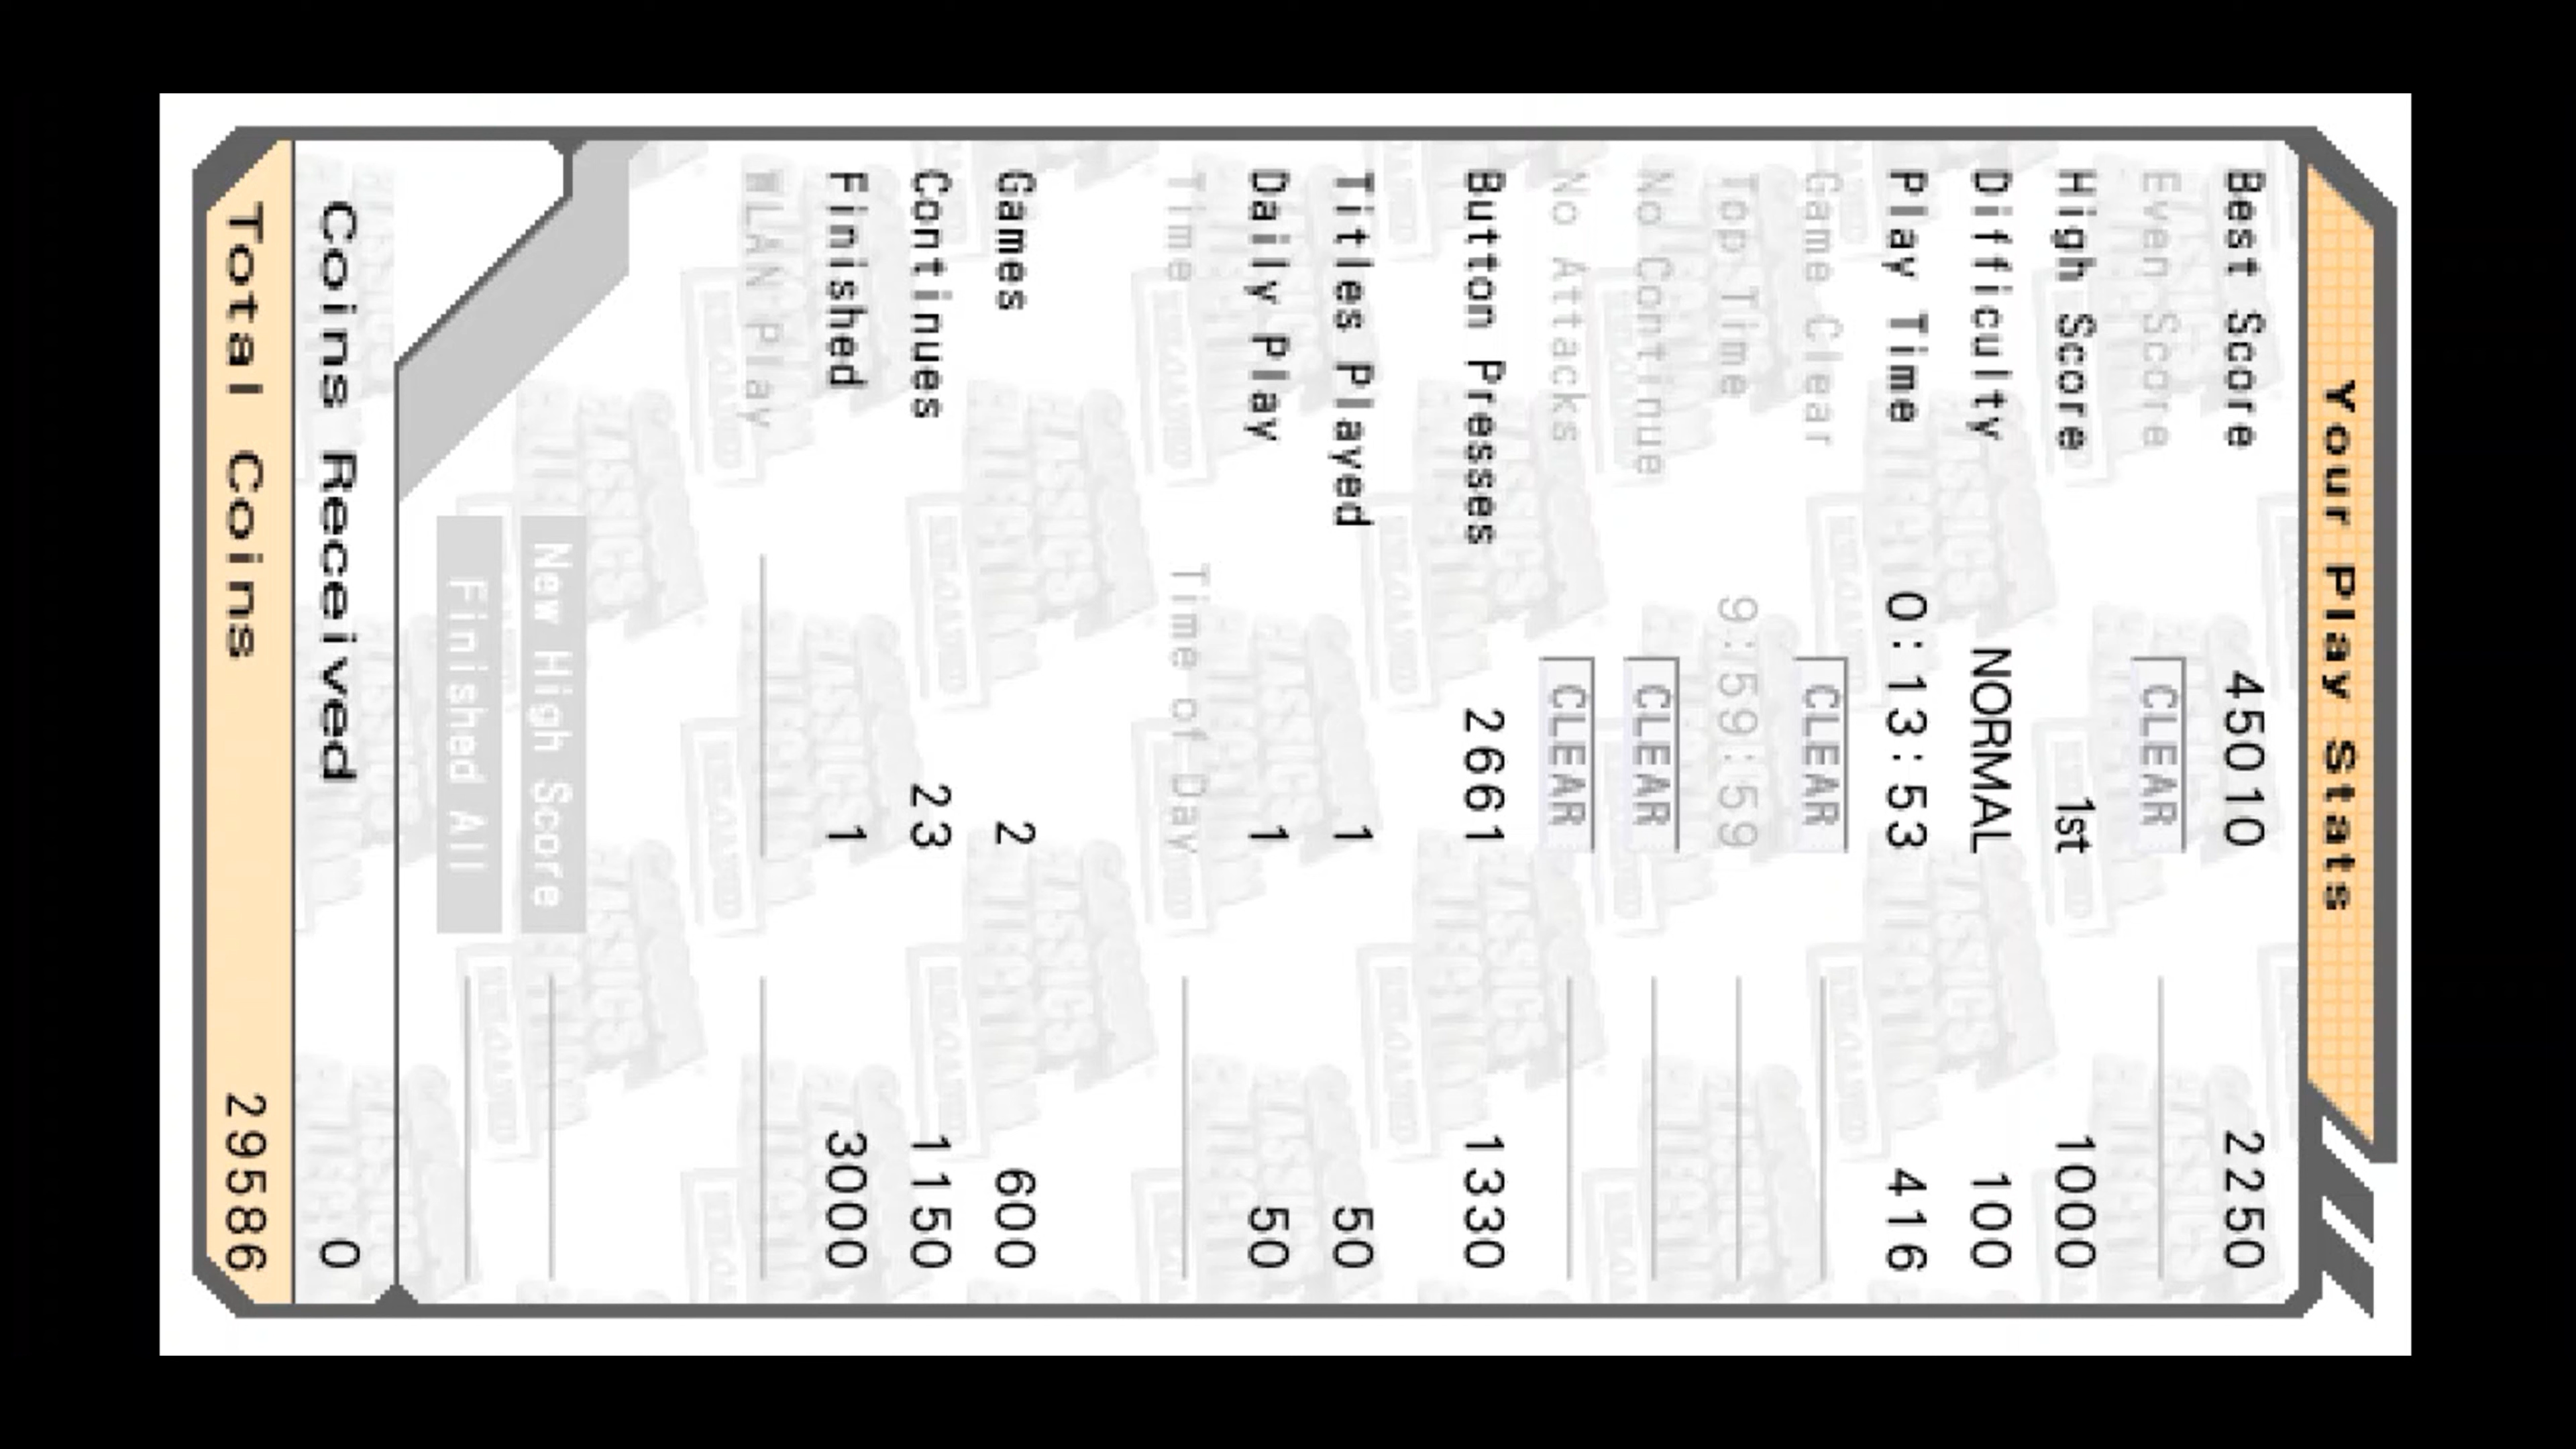 Your Play Stats
Best Score 45010 2250
Even Score CLEAR
High Score 1st 1000
Difficulty NORMAL 100
Play Time 0:13:53 416
Game Clear CLEAR
Top Time 9:59:59
No Continue CLEAR
No Attacks CLEAR
Button Presses 2661 1330
Titles Played 1 50
Daily Play 1 50
Time Time of Day
Games 2 600
Continues 23 1150
Finished 1 3000
WLAN Play
New High Score
Finished All
Coins Received 0
Total Coins 29586